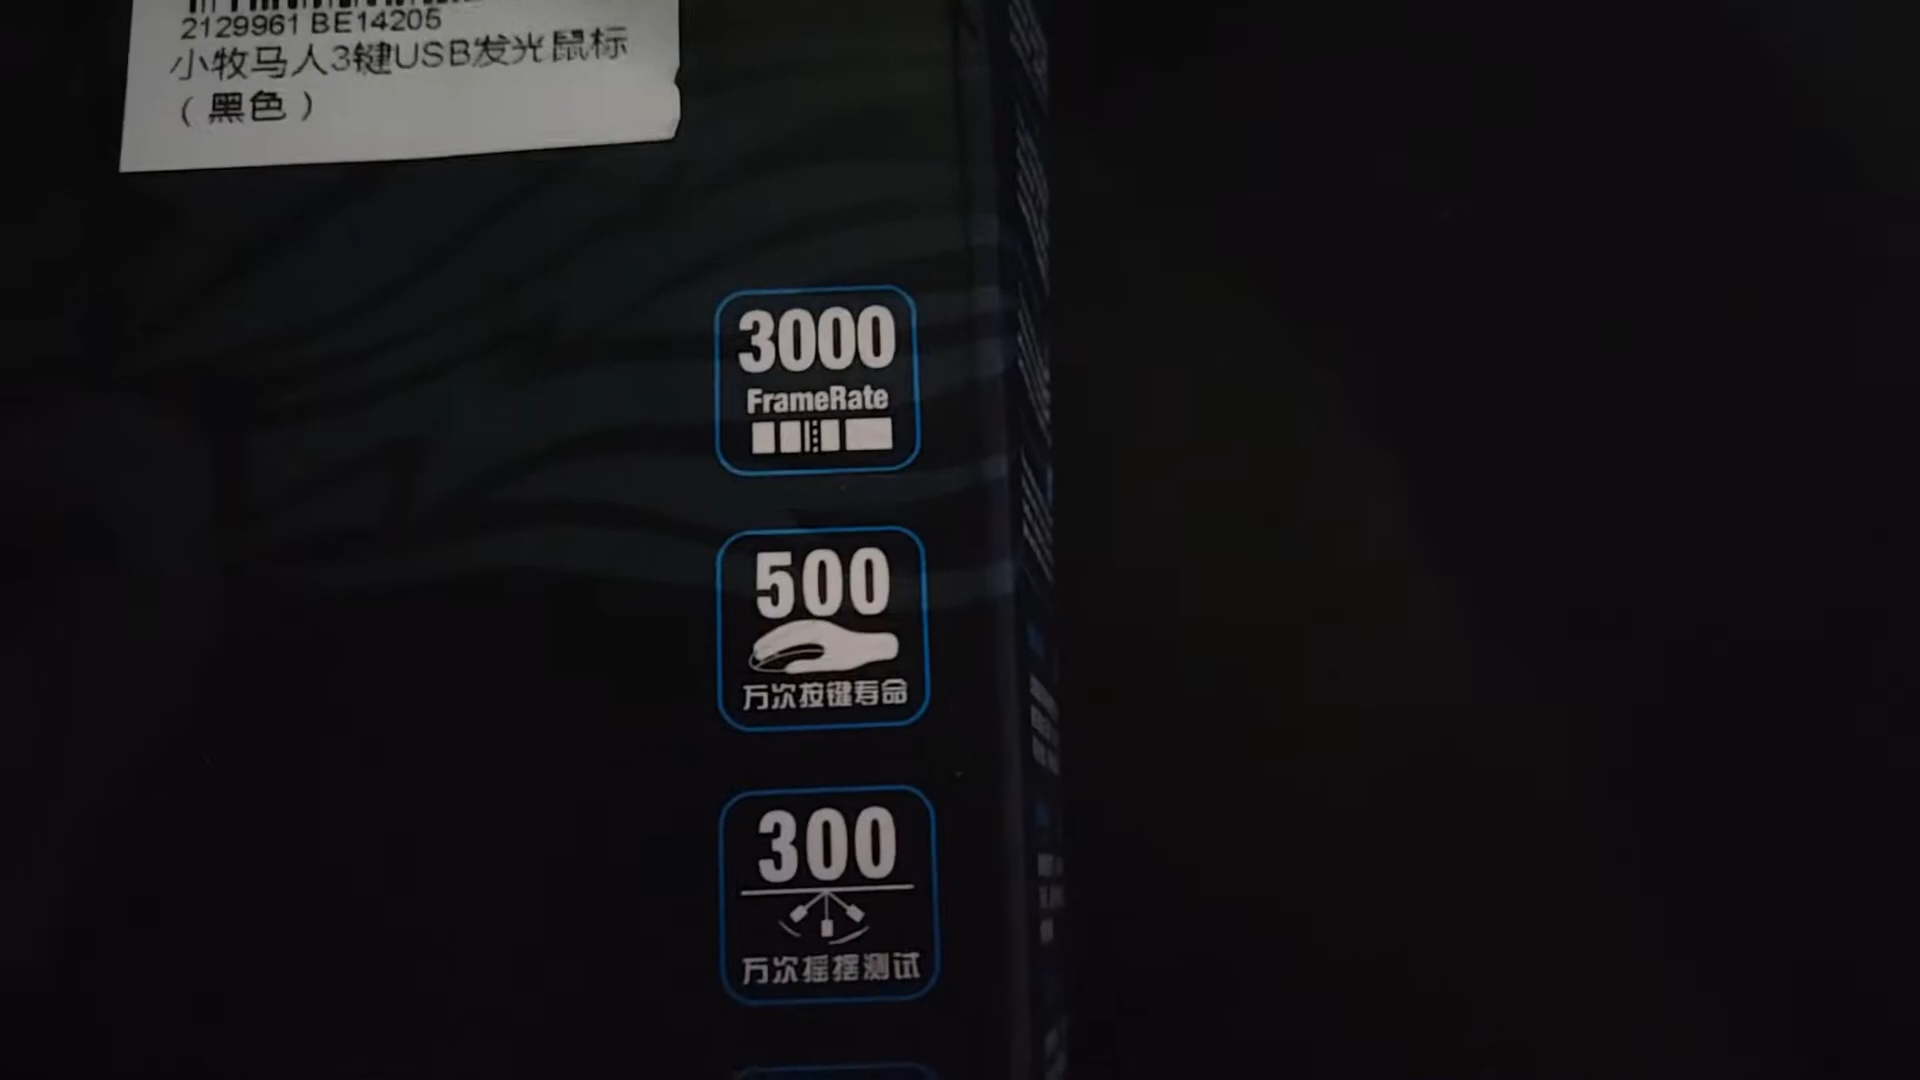 2129961 BE14205
小牧马人3键USB发光鼠标
（黑色）
3000
FrameRate
500
万次按键寿命
300
万次摇摆测试